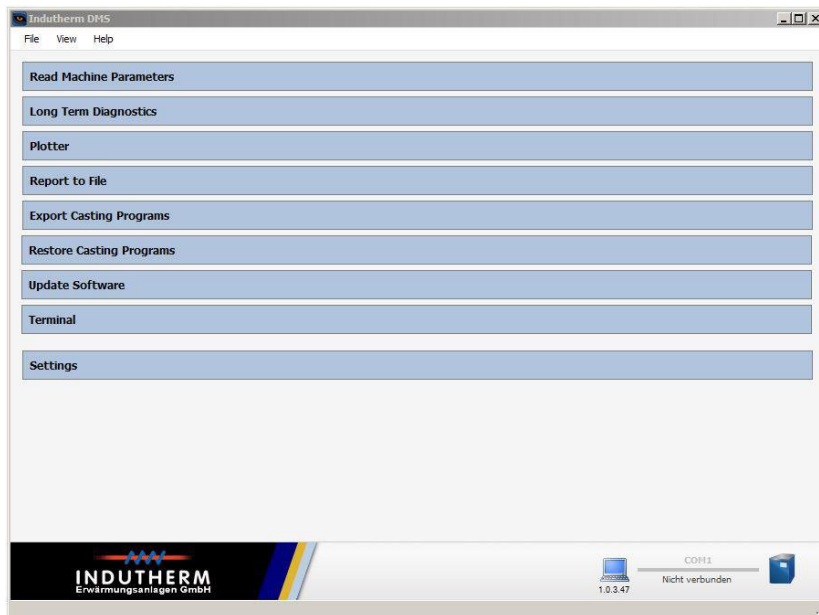 Indutherm DMS
File View Help
Read Machine Parameters
Long Term Diagnostics
Plotter
Report to File
Export Casting Programs
Restore Casting Programs
Update Software
Terminal
Settings
INDUTHERM
Erwärmungsanlagen GmbH
1.0.3.47
COM1
Nicht verbunden